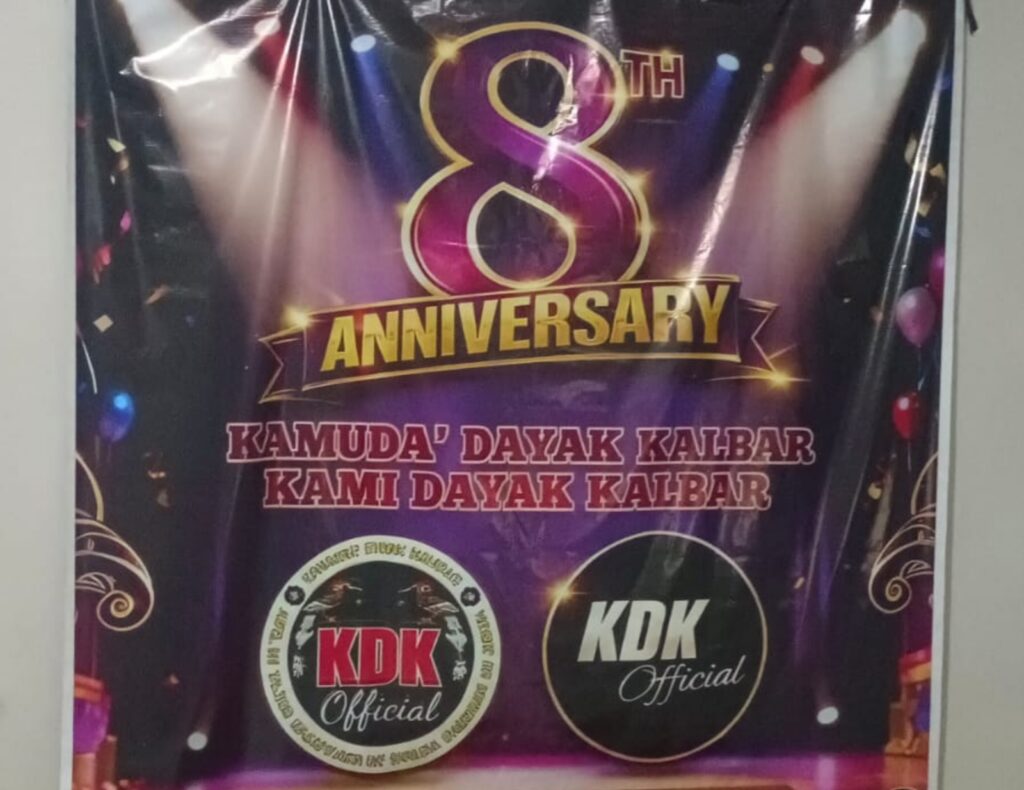 8TH
ANNIVERSARY
KAMUDA' DAYAK KALBAR
KAMI DAYAK KALBAR
KDK
Official
KDK
Official